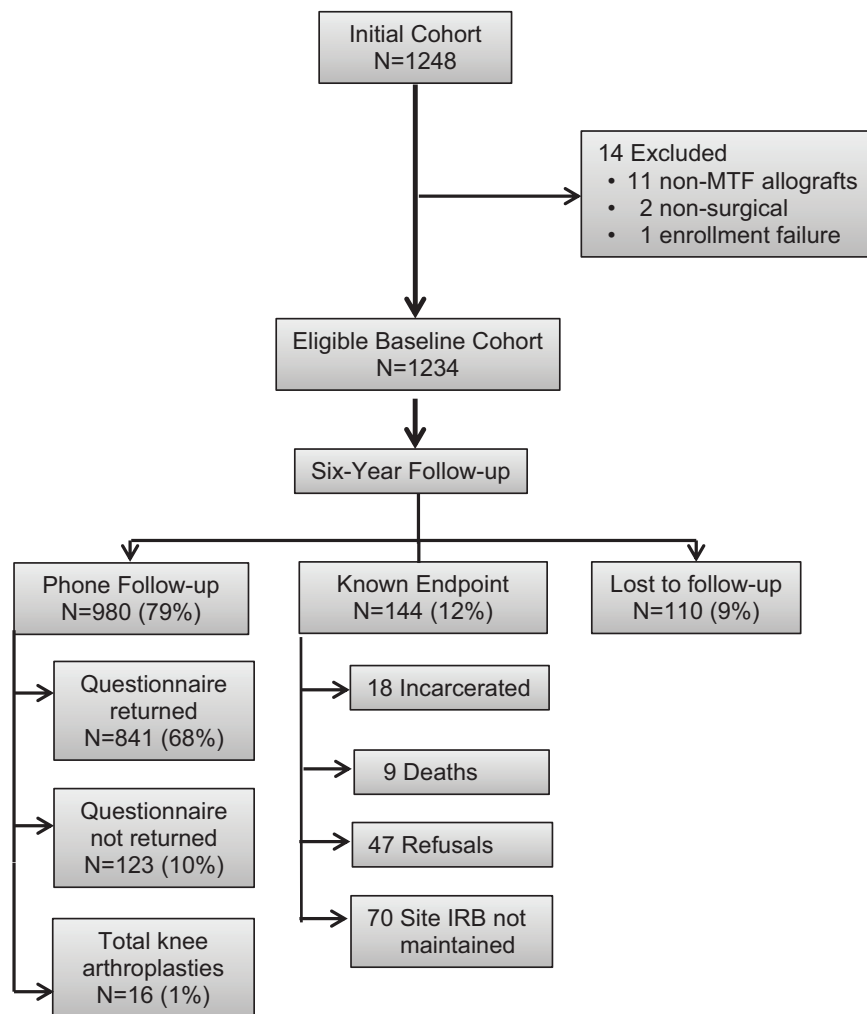 Initial Cohort
N=1248
14 Excluded
• 11 non-MTF allografts
• 2 non-surgical
• 1 enrollment failure
Eligible Baseline Cohort
N=1234
Six-Year Follow-up
Phone Follow-up
N=980 (79%)
Known Endpoint
N=144 (12%)
Lost to follow-up
N=110 (9%)
Questionnaire
returned
N=841 (68%)
Questionnaire
not returned
N=123 (10%)
Total knee
arthroplasties
N=16 (1%)
18 Incarcerated
9 Deaths
47 Refusals
70 Site IRB not
maintained